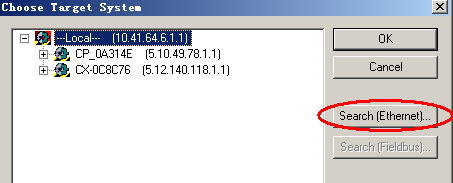 Choose Target System
---Local---   (10.41.64.6.1.1)
CP_0A314E   (5.10.49.78.1.1)
CX-0C8C76   (5.12.140.118.1.1)
OK
Cancel
Search (Ethernet)...
Search (Fieldbus)...